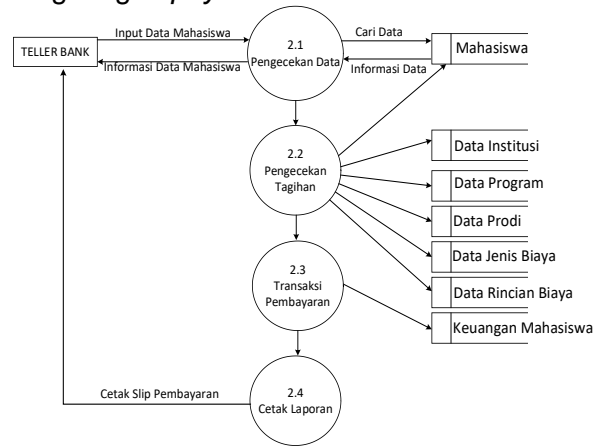 Input Data Mahasiswa
TELLER BANK
Informasi Data Mahasiswa
2.1
Pengecekan Data
Cari Data
Informasi Data
Mahasiswa
2.2
Pengecekan
Tagihan
Data Institusi
Data Program
Data Prodi
Data Jenis Biaya
Data Rincian Biaya
2.3
Transaksi
Pembayaran
Keuangan Mahasiswa
Cetak Slip Pembayaran
2.4
Cetak Laporan